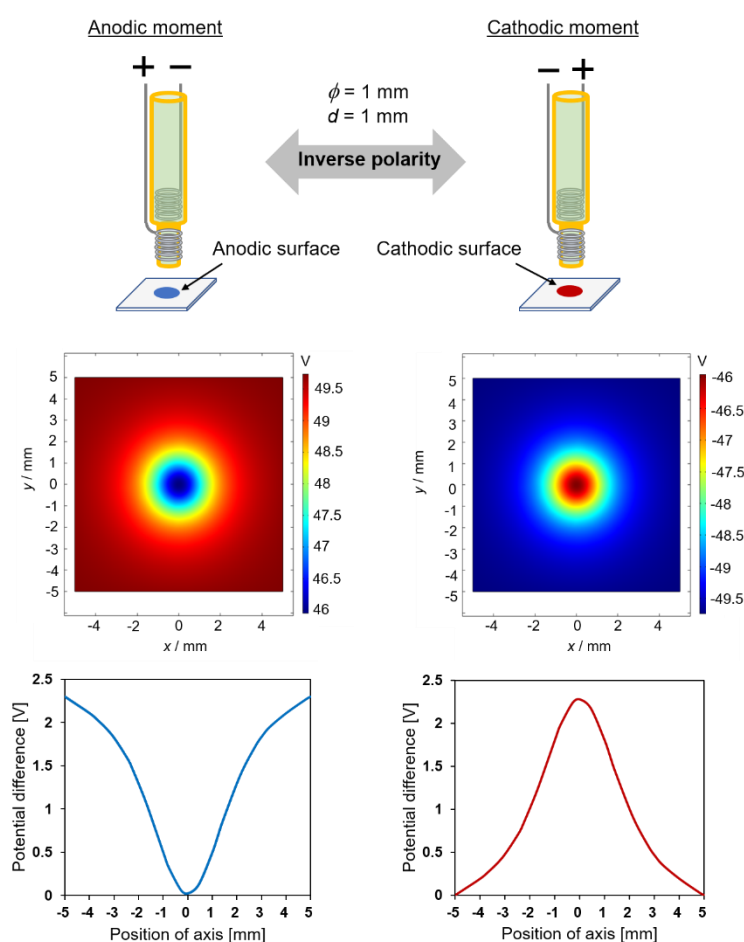 Anodic moment
Cathodic moment
+ −
− +
ϕ = 1 mm
d = 1 mm
Inverse polarity
Anodic surface
Cathodic surface
V
5
4
3
2
1
0
-1
-2
-3
-4
-5
y / mm
-4 -2 0 2 4
x / mm
49.5
49
48.5
48
47.5
47
46.5
46
V
5
4
3
2
1
0
-1
-2
-3
-4
-5
y / mm
-4 -2 0 2 4
x / mm
-46
-46.5
-47
-47.5
-48
-48.5
-49
-49.5
2.5
2
1.5
1
0.5
0
Potential difference [V]
-5 -4 -3 -2 -1 0 1 2 3 4 5
Position of axis [mm]
2.5
2
1.5
1
0.5
0
Potential difference [V]
-5 -4 -3 -2 -1 0 1 2 3 4 5
Position of axis [mm]